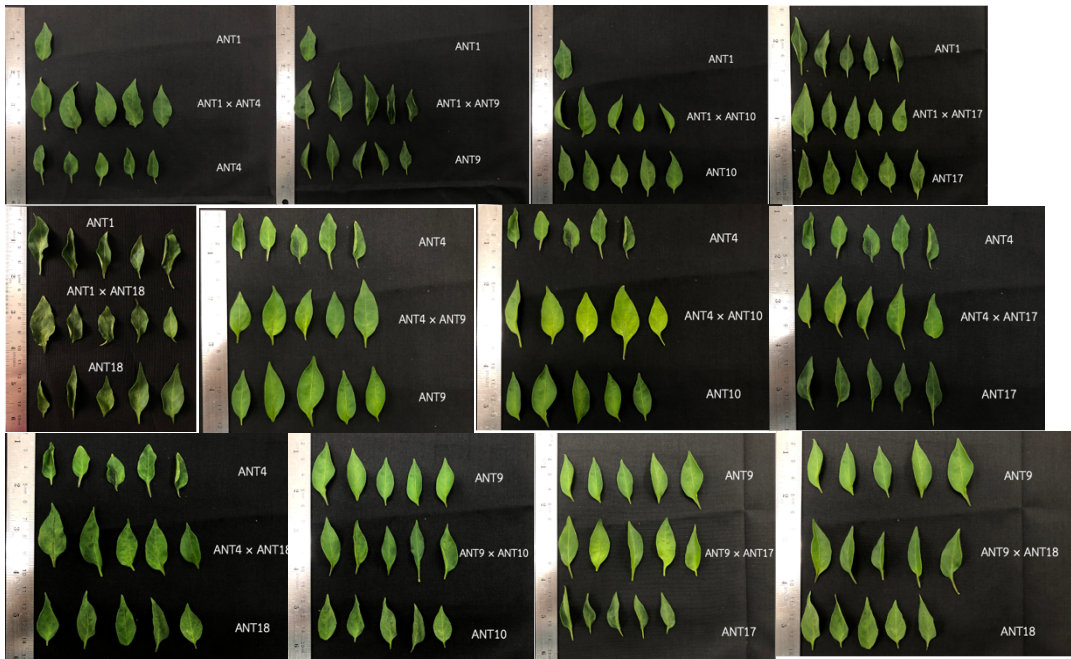 ANT1
ANT1 × ANT4
ANT4
ANT1
ANT1 × ANT9
ANT9
ANT1
ANT1 × ANT10
ANT10
ANT1
ANT1 × ANT17
ANT17
ANT1
ANT1 × ANT18
ANT18
ANT4
ANT4 × ANT9
ANT9
ANT4
ANT4 × ANT10
ANT10
ANT4
ANT4 × ANT17
ANT17
ANT4
ANT4 × ANT18
ANT18
ANT9
ANT9 × ANT10
ANT10
ANT9
ANT9 × ANT17
ANT17
ANT9
ANT9 × ANT18
ANT18